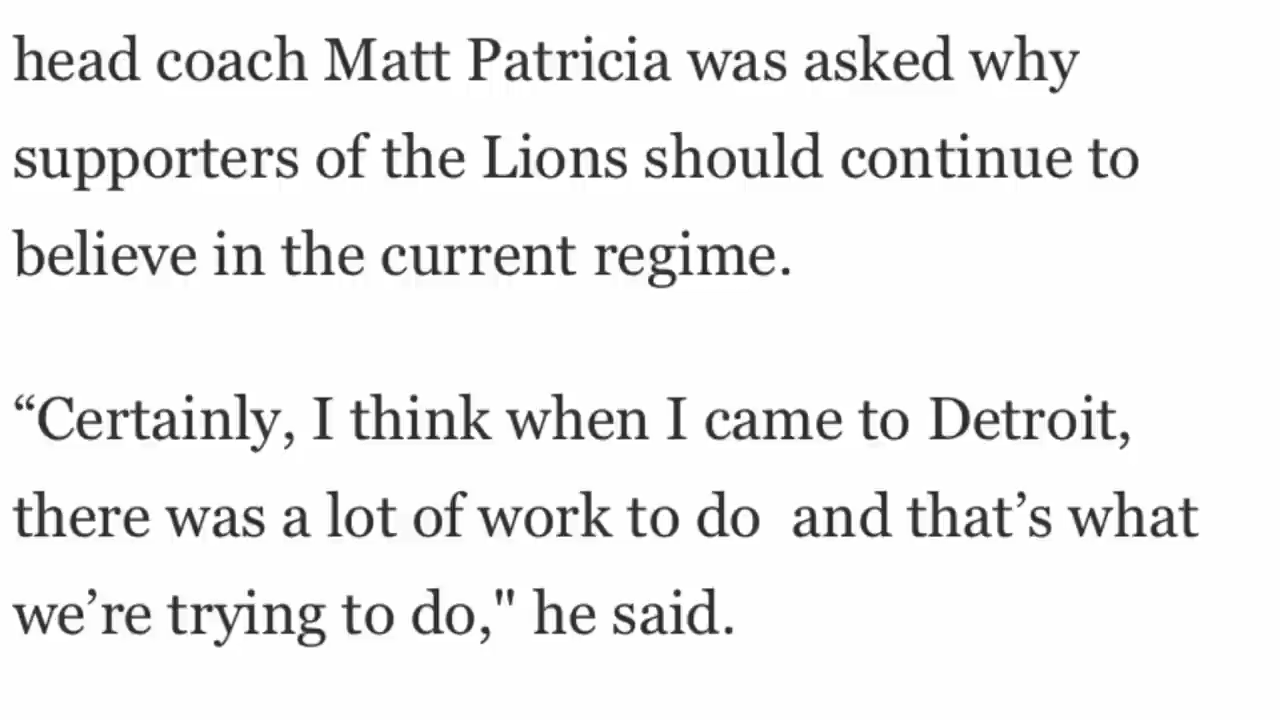 head coach Matt Patricia was asked why
supporters of the Lions should continue to
believe in the current regime.
“Certainly, I think when I came to Detroit,
there was a lot of work to do  and that’s what
we’re trying to do," he said.